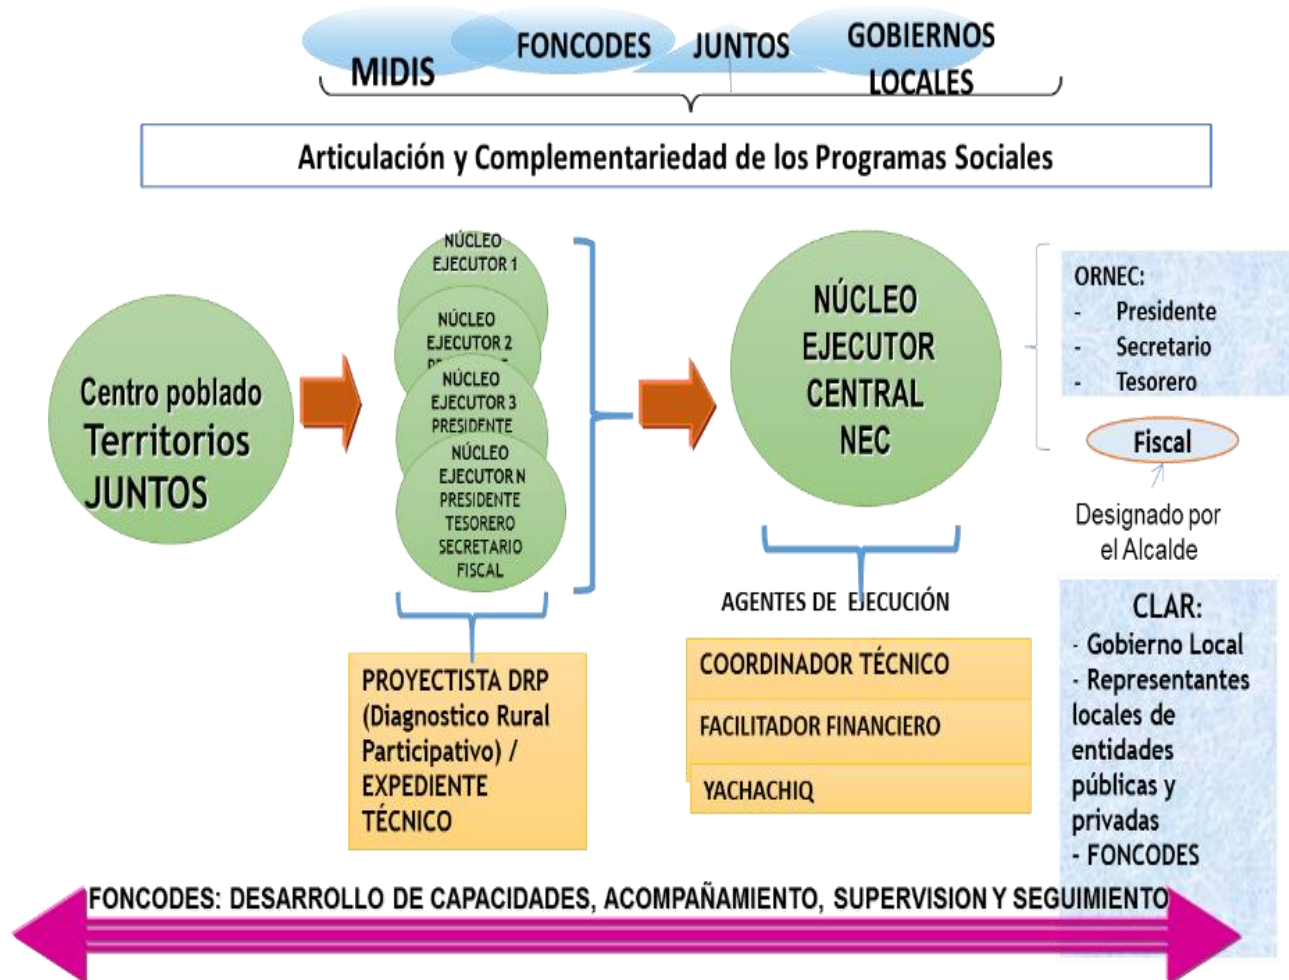 MIDIS
FONCODES
JUNTOS
GOBIERNOS
LOCALES
Articulación y Complementariedad de los Programas Sociales
Centro poblado
Territorios
JUNTOS
NÚCLEO
EJECUTOR 1
NÚCLEO
EJECUTOR 2
NÚCLEO
EJECUTOR 3
PRESIDENTE
NÚCLEO
EJECUTOR N
PRESIDENTE
TESORERO
SECRETARIO
FISCAL
PROYECTISTA DRP
(Diagnostico Rural
Participativo) /
EXPEDIENTE
TÉCNICO
NÚCLEO
EJECUTOR
CENTRAL
NEC
AGENTES DE EJECUCIÓN
COORDINADOR TÉCNICO
FACILITADOR FINANCIERO
YACHACHIQ
ORNEC:
- Presidente
- Secretario
- Tesorero
Fiscal
Designado por
el Alcalde
CLAR:
- Gobierno Local
- Representantes
locales de
entidades
públicas y
privadas
- FONCODES
FONCODES: DESARROLLO DE CAPACIDADES, ACOMPAÑAMIENTO, SUPERVISION Y SEGUIMIENTO